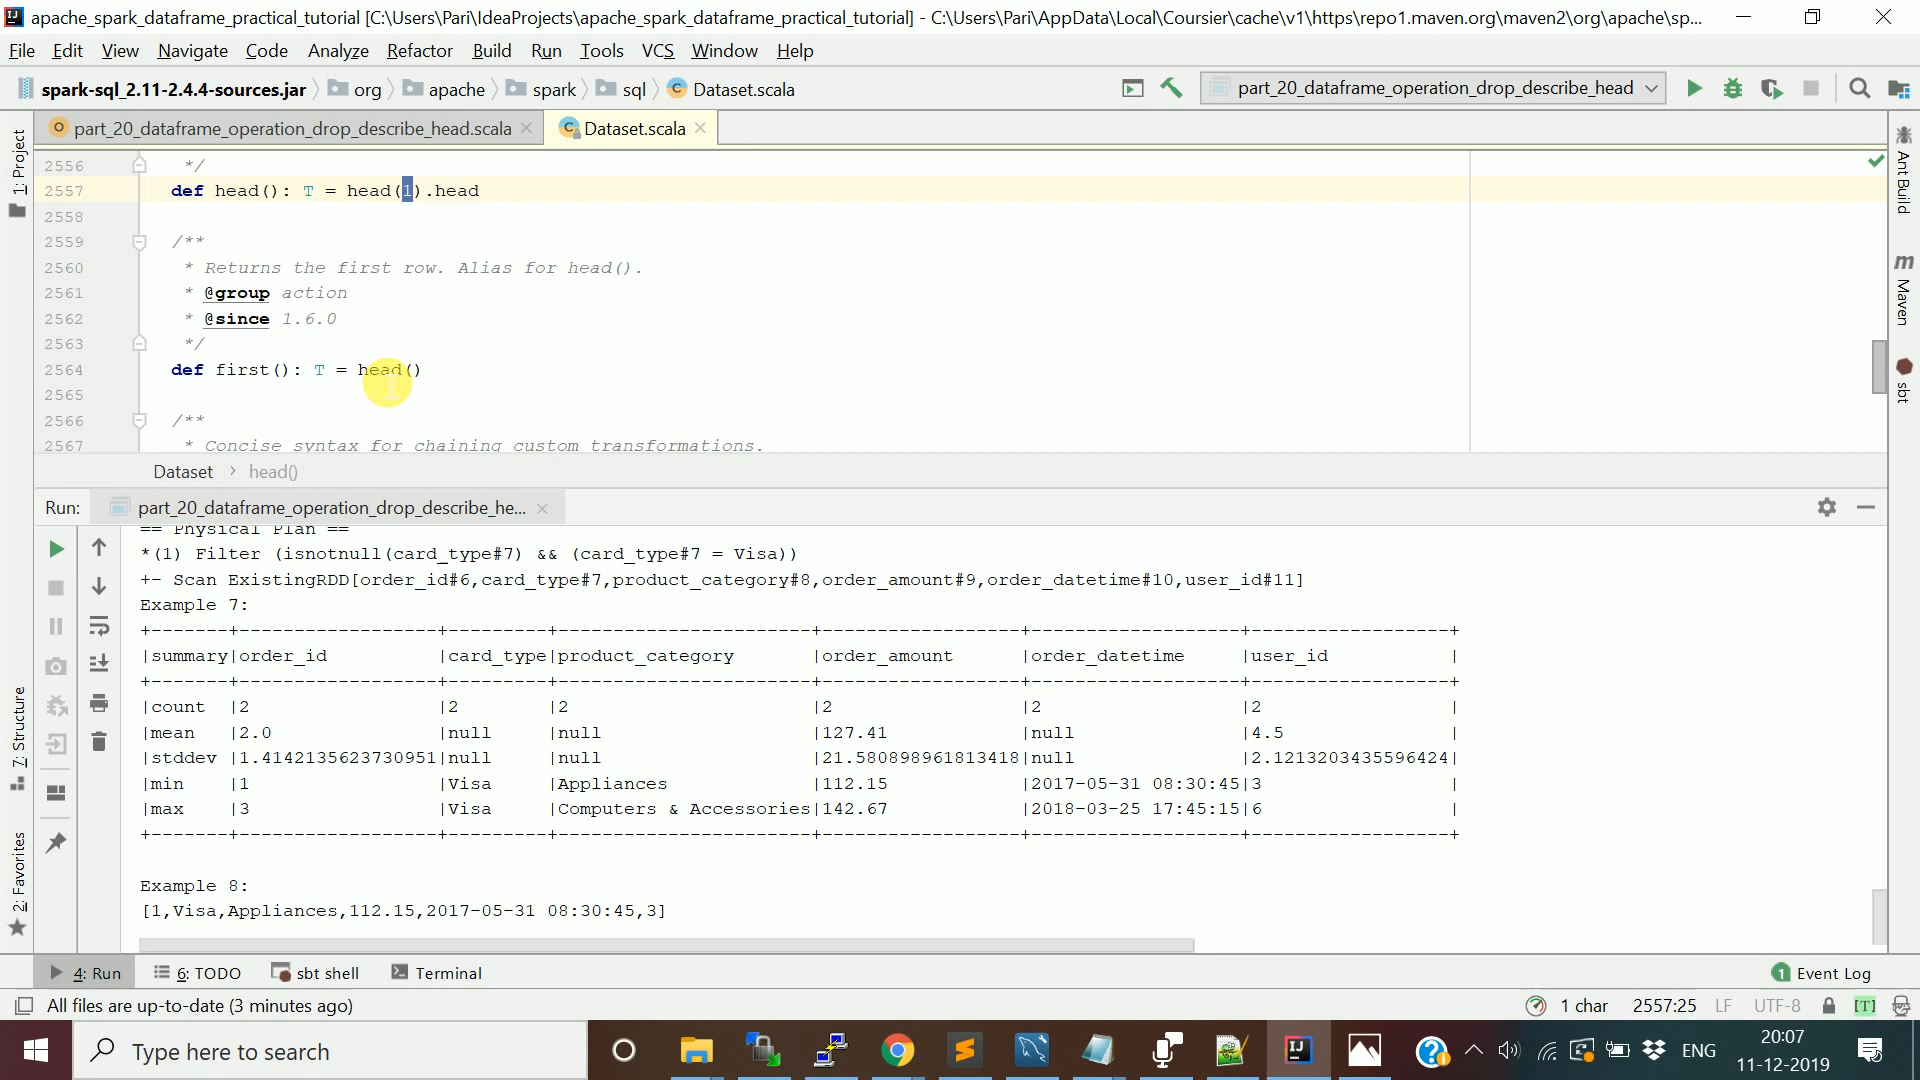 apache_spark_dataframe_practical_tutorial [C:\Users\Pari\IdeaProjects\apache_spark_dataframe_practical_tutorial] - C:\Users\Pari\AppData\Local\Coursier\cache\v1\https\repo1.maven.org\maven2\org\apache\sp...
File Edit View Navigate Code Analyze Refactor Build Run Tools VCS Window Help
spark-sql_2.11-2.4.4-sources.jar org apache spark sql Dataset.scala part_20_dataframe_operation_drop_describe_head
part_20_dataframe_operation_drop_describe_head.scala Dataset.scala
2556 */
2557 def head(): T = head(1).head
2558
2559 /**
2560 * Returns the first row. Alias for head().
2561 * @group action
2562 * @since 1.6.0
2563 */
2564 def first(): T = head()
2565
2566 /**
2567 * Concise syntax for chaining custom transformations.
Dataset > head()
Run: part_20_dataframe_operation_drop_describe_he...
== Physical Plan ==
*(1) Filter (isnotnull(card_type#7) && (card_type#7 = Visa))
+- Scan ExistingRDD[order_id#6,card_type#7,product_category#8,order_amount#9,order_datetime#10,user_id#11]
Example 7:
+-------+------------------+---------+-----------------------+------------------+-------------------+------------------+
|summary|order_id |card_type|product_category |order_amount |order_datetime |user_id |
+-------+------------------+---------+-----------------------+------------------+-------------------+------------------+
|count |2 |2 |2 |2 |2 |2 |
|mean |2.0 |null |null |127.41 |null |4.5 |
|stddev |1.4142135623730951|null |null |21.580898961813418|null |2.1213203435596424|
|min |1 |Visa |Appliances |112.15 |2017-05-31 08:30:45|3 |
|max |3 |Visa |Computers & Accessories|142.67 |2018-03-25 17:45:15|6 |
+-------+------------------+---------+-----------------------+------------------+-------------------+------------------+
Example 8:
[1,Visa,Appliances,112.15,2017-05-31 08:30:45,3]
1: Project
7: Structure
2: Favorites
Ant Build
m Maven
sbt
4: Run 6: TODO sbt shell Terminal 1 Event Log
All files are up-to-date (3 minutes ago) 1 char 2557:25 LF UTF-8 [T]
Type here to search ENG 20:07
11-12-2019